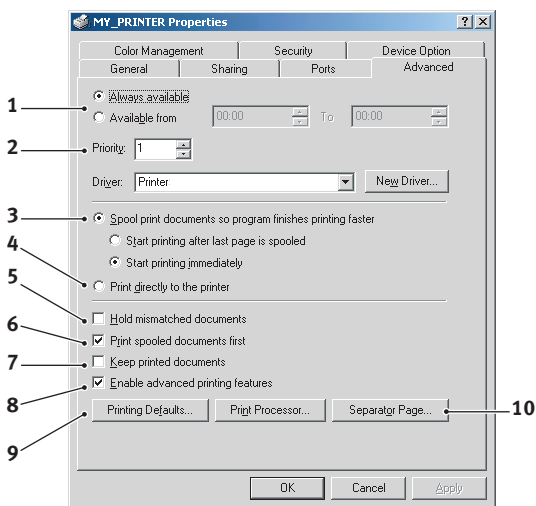 MY_PRINTER Properties
Color Management Security Device Option
General Sharing Ports Advanced
1 Always available
Available from 00:00 To 00:00
2 Priority: 1
Driver: Printer New Driver...
3 Spool print documents so program finishes printing faster
Start printing after last page is spooled
4 Start printing immediately
5 Print directly to the printer
6 Hold mismatched documents
Print spooled documents first
7 Keep printed documents
8 Enable advanced printing features
9 Printing Defaults... Print Processor... Separator Page... 10
OK Cancel Apply